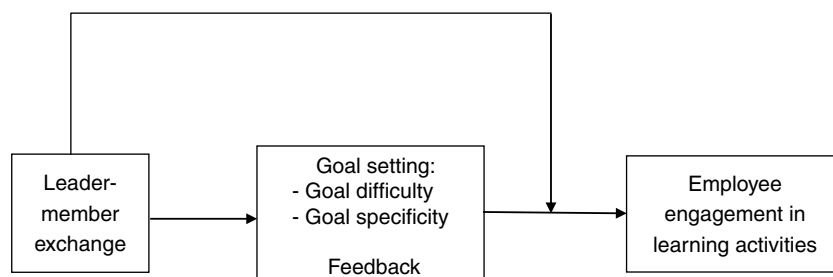 Leader-
member
exchange
Goal setting:
- Goal difficulty
- Goal specificity
Feedback
Employee
engagement in
learning activities